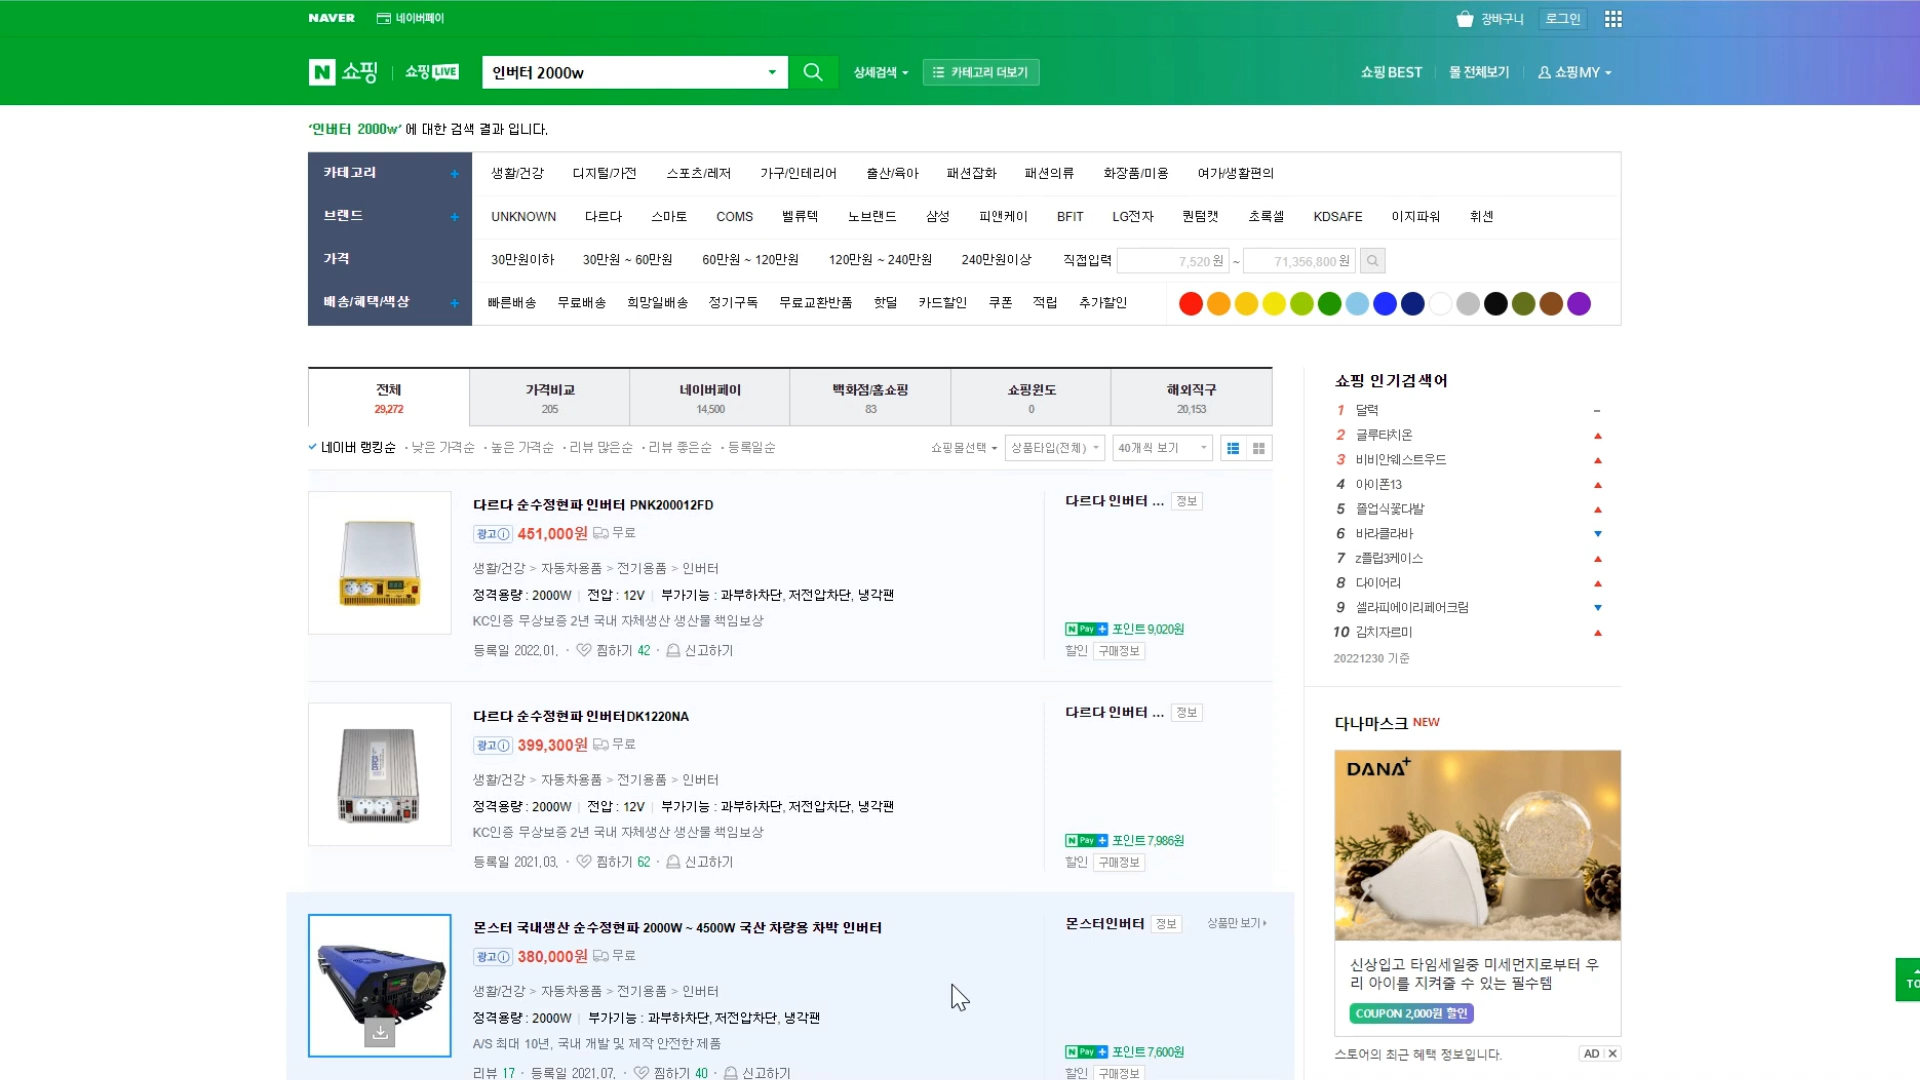 NAVER 네이버페이 장바구니 로그인
N 쇼핑 쇼핑LIVE 인버터 2000w 상세검색 카테고리 더보기 쇼핑BEST 몰 전체보기 쇼핑MY
‘인버터 2000w’ 에 대한 검색 결과 입니다.
카테고리 + 생활/건강 디지털/가전 스포츠/레저 가구/인테리어 출산/육아 패션잡화 패션의류 화장품/미용 여가/생활편의
브랜드 + UNKNOWN 다르다 스마토 COMS 벨류텍 노브랜드 삼성 피앤케이 BFIT LG전자 퀀텀캣 초록셀 KDSAFE 이지파워 휘센
가격 30만원이하 30만원 ~ 60만원 60만원 ~ 120만원 120만원 ~ 240만원 240만원이상 직접입력 7,520 원 ~ 71,356,800 원
배송/혜택/색상 + 빠른배송 무료배송 희망일배송 정기구독 무료교환반품 핫딜 카드할인 쿠폰 적립 추가할인
전체 가격비교 네이버페이 백화점/홈쇼핑 쇼핑윈도 해외직구
29,272 205 14,500 83 0 20,153
네이버 랭킹순 · 낮은 가격순 · 높은 가격순 · 리뷰 많은순 · 리뷰 좋은순 · 등록일순 쇼핑몰선택 상품타입(전체) 40개씩 보기
다르다 순수정현파 인버터 PNK200012FD
광고 451,000원 무료
생활/건강 > 자동차용품 > 전기용품 > 인버터
정격용량 : 2000W | 전압 : 12V | 부가기능 : 과부하차단, 저전압차단, 냉각팬
KC인증 무상보증 2년 국내 자체생산 생산물 책임보상
등록일 2022.01. · 찜하기 42 · 신고하기
다르다 인버터 ... 정보
N Pay + 포인트 9,020원
할인 구매정보
다르다 순수정현파 인버터DK1220NA
광고 399,300원 무료
생활/건강 > 자동차용품 > 전기용품 > 인버터
정격용량 : 2000W | 전압 : 12V | 부가기능 : 과부하차단, 저전압차단, 냉각팬
KC인증 무상보증 2년 국내 자체생산 생산물 책임보상
등록일 2021.03. · 찜하기 62 · 신고하기
다르다 인버터 ... 정보
N Pay + 포인트 7,986원
할인 구매정보
몬스터 국내생산 순수정현파 2000W ~ 4500W 국산 차량용 차박 인버터
광고 380,000원 무료
생활/건강 > 자동차용품 > 전기용품 > 인버터
정격용량 : 2000W | 부가기능 : 과부하차단, 저전압차단, 냉각팬
A/S 최대 10년, 국내 개발 및 제작 안전한 제품
리뷰 17 · 등록일 2021.07. · 찜하기 40 · 신고하기
몬스터인버터 정보 상품만 보기
N Pay + 포인트 7,600원
할인 구매정보
쇼핑 인기검색어
1 달력 –
2 글루타치온
3 비비안웨스트우드
4 아이폰13
5 졸업식꽃다발
6 바라클라바
7 z플립3케이스
8 다이어리
9 셀라피에이리페어크림
10 김치자르미
20221230 기준
다나마스크 NEW
DANA+
신상입고 타임세일중 미세먼지로부터 우
리 아이를 지켜줄 수 있는 필수템
COUPON 2,000원 할인
스토어의 최근 혜택 정보입니다. AD X